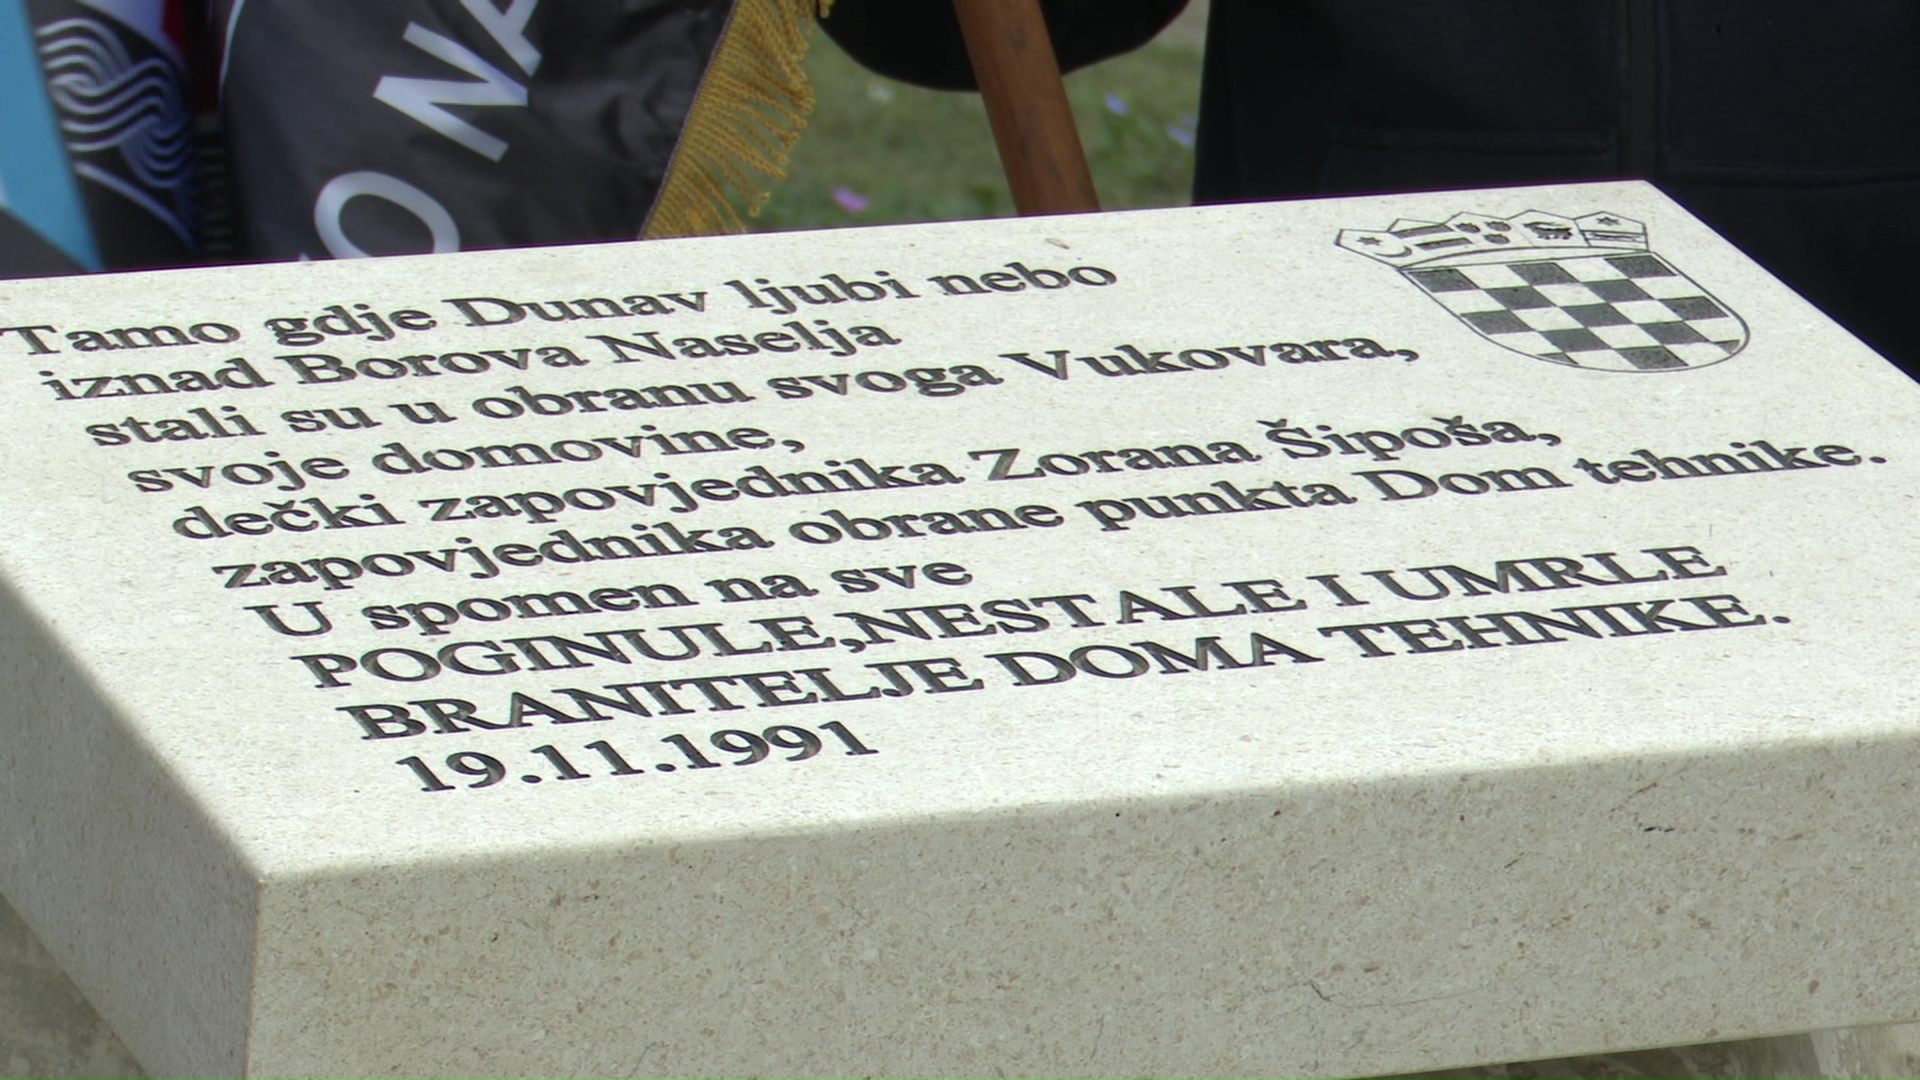 O NA
Tamo gdje Dunav ljubi nebo
iznad Borova Naselja
stali su u obranu svoga Vukovara,
svoje domovine,
dečki zapovjednika Zorana Šipoša,
zapovjednika obrane punkta Dom tehnike.
U spomen na sve
POGINULE,NESTALE I UMRLE
BRANITELJE DOMA TEHNIKE.
19.11.1991